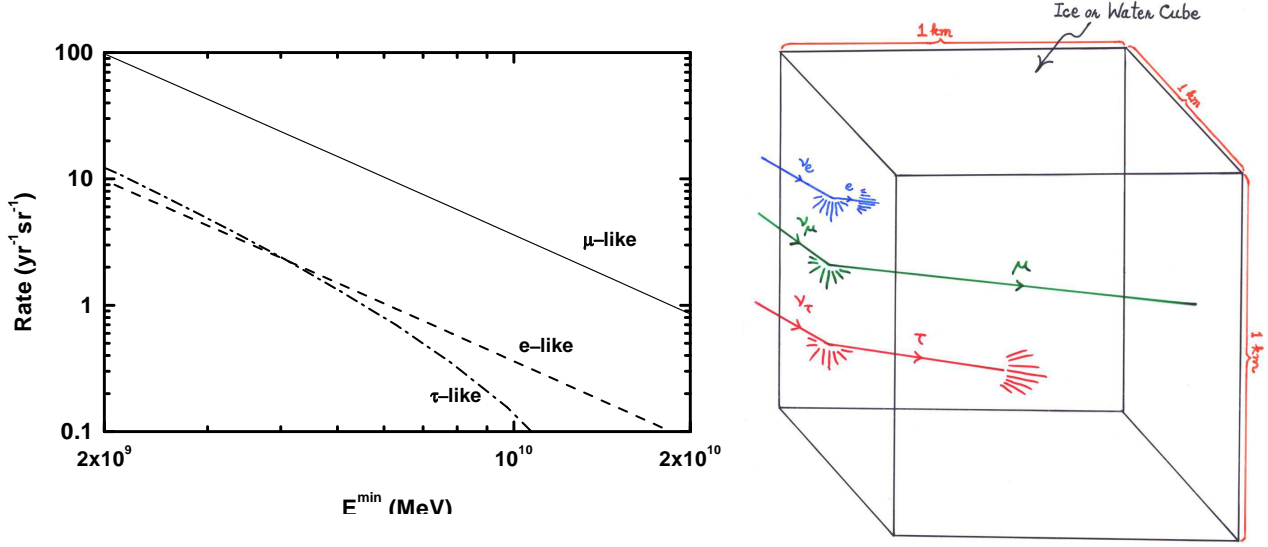 100
10
1
0.1
Rate (yr⁻¹sr⁻¹)
μ–like
e–like
τ–like
2x10⁹
10¹⁰
2x10¹⁰
Eᵐⁱⁿ (MeV)
Ice or Water Cube
1 km
1 km
1 km
νe
e
νμ
μ
ντ
τ